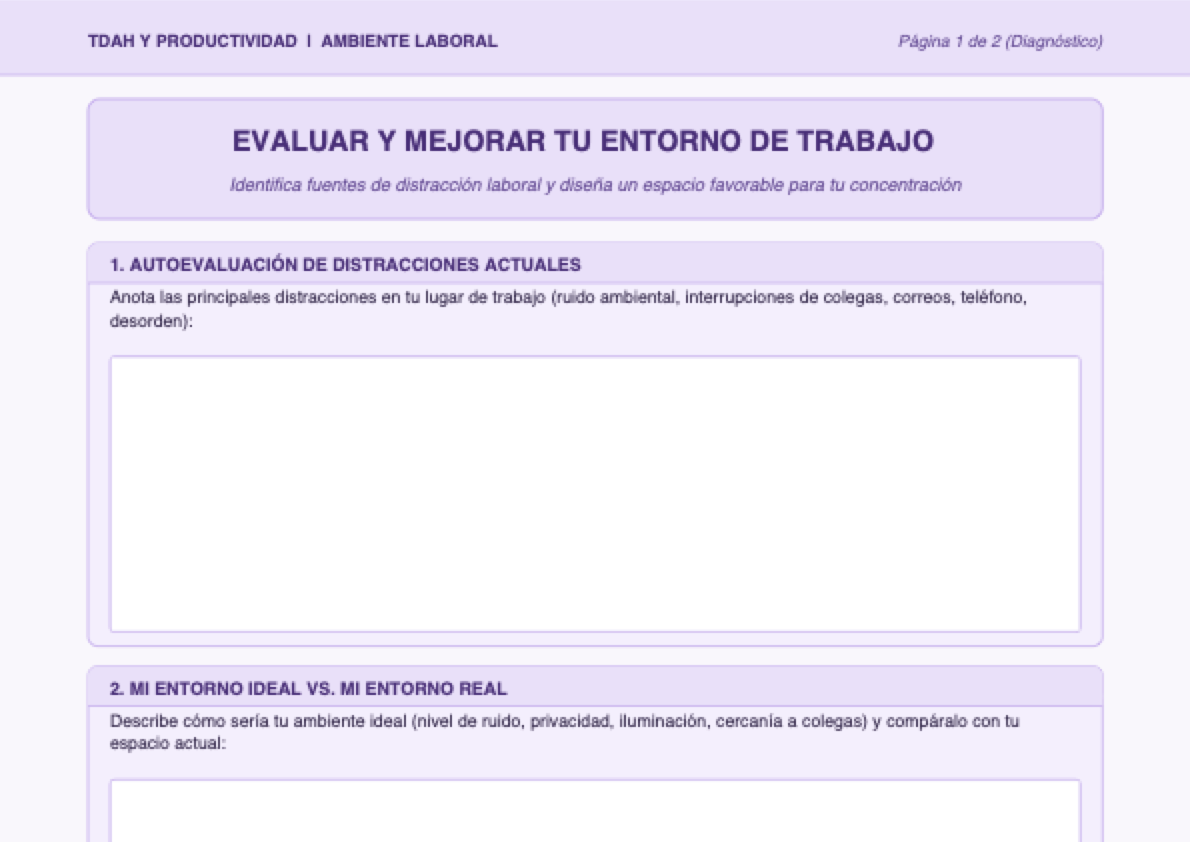 TDAH Y PRODUCTIVIDAD | AMBIENTE LABORAL
Página 1 de 2 (Diagnóstico)
EVALUAR Y MEJORAR TU ENTORNO DE TRABAJO
Identifica fuentes de distracción laboral y diseña un espacio favorable para tu concentración
1. AUTOEVALUACIÓN DE DISTRACCIONES ACTUALES
Anota las principales distracciones en tu lugar de trabajo (ruido ambiental, interrupciones de colegas, correos, teléfono,
desorden):
2. MI ENTORNO IDEAL VS. MI ENTORNO REAL
Describe cómo sería tu ambiente ideal (nivel de ruido, privacidad, iluminación, cercanía a colegas) y compáralo con tu
espacio actual: